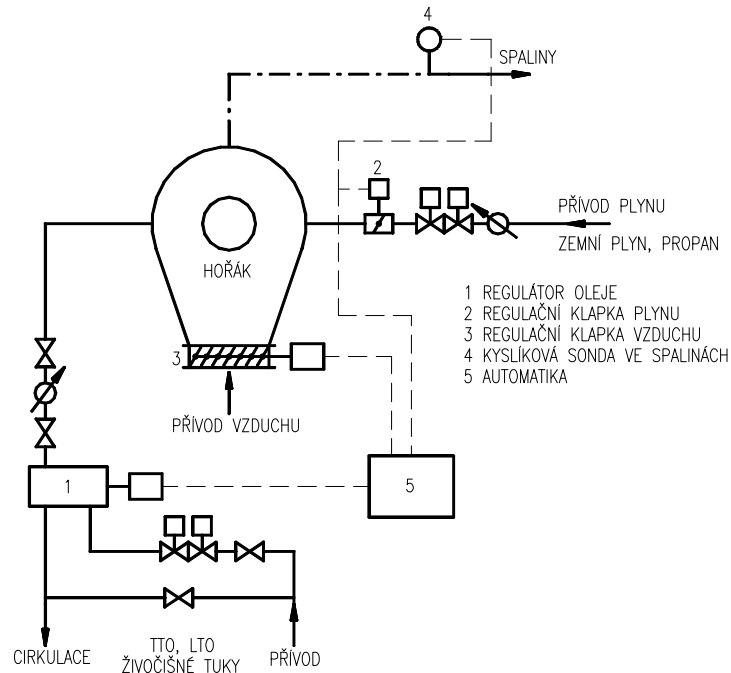 4
SPALINY
2
PŘÍVOD PLYNU
ZEMNÍ PLYN, PROPAN
HOŘÁK
1 REGULÁTOR OLEJE
2 REGULAČNÍ KLAPKA PLYNU
3 REGULAČNÍ KLAPKA VZDUCHU
4 KYSLÍKOVÁ SONDA VE SPALINÁCH
5 AUTOMATIKA
3
PŘÍVOD VZDUCHU
1
5
CIRKULACE
TTO, LTO
ŽIVOČIŠNÉ TUKY
PŘÍVOD